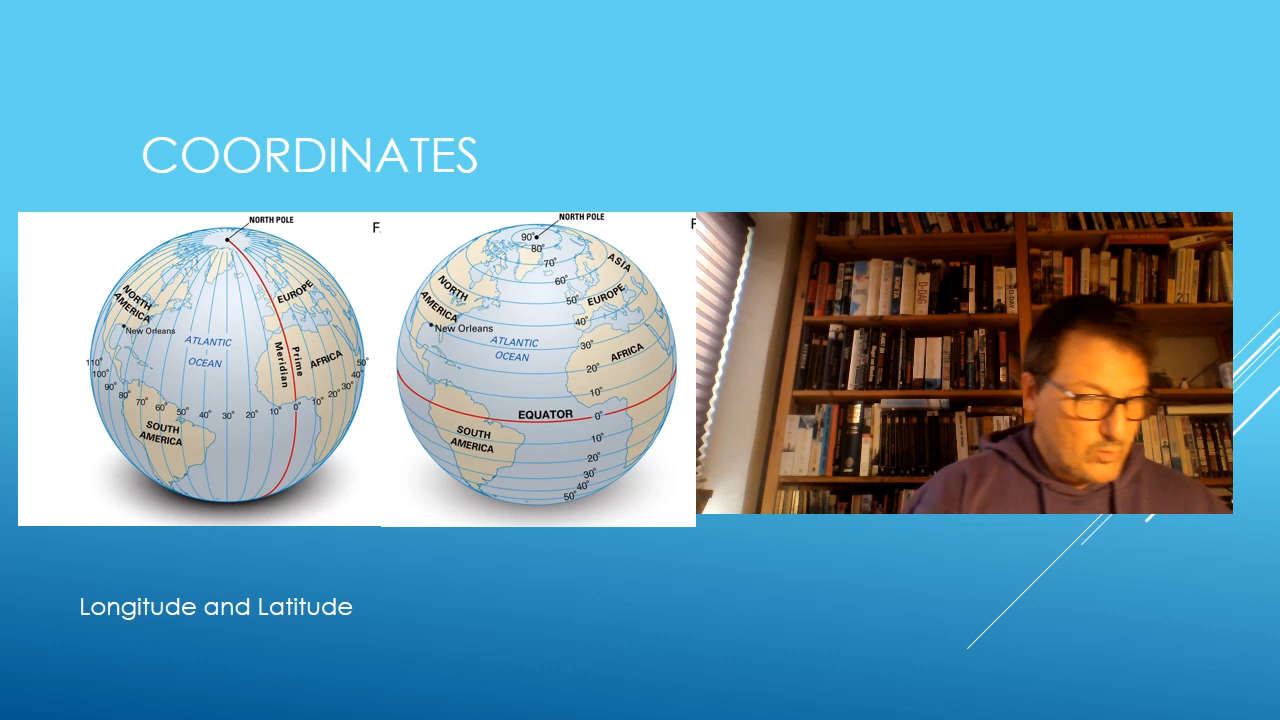 COORDINATES
NORTH POLE
F
NORTH
AMERICA
New Orleans
ATLANTIC
OCEAN
EUROPE
AFRICA
Prime
Meridian
SOUTH
AMERICA
110°
100°
90°
80°
70°
60°
50°
40°
30°
20°
10°
0°
10°
20°
30°
40°
50°
NORTH POLE
F
90°
80°
70°
60°
50°
40°
30°
20°
10°
0°
10°
20°
30°
40°
50°
ASIA
EUROPE
NORTH
AMERICA
New Orleans
ATLANTIC
OCEAN
AFRICA
EQUATOR
SOUTH
AMERICA
D-DAY
Longitude and Latitude